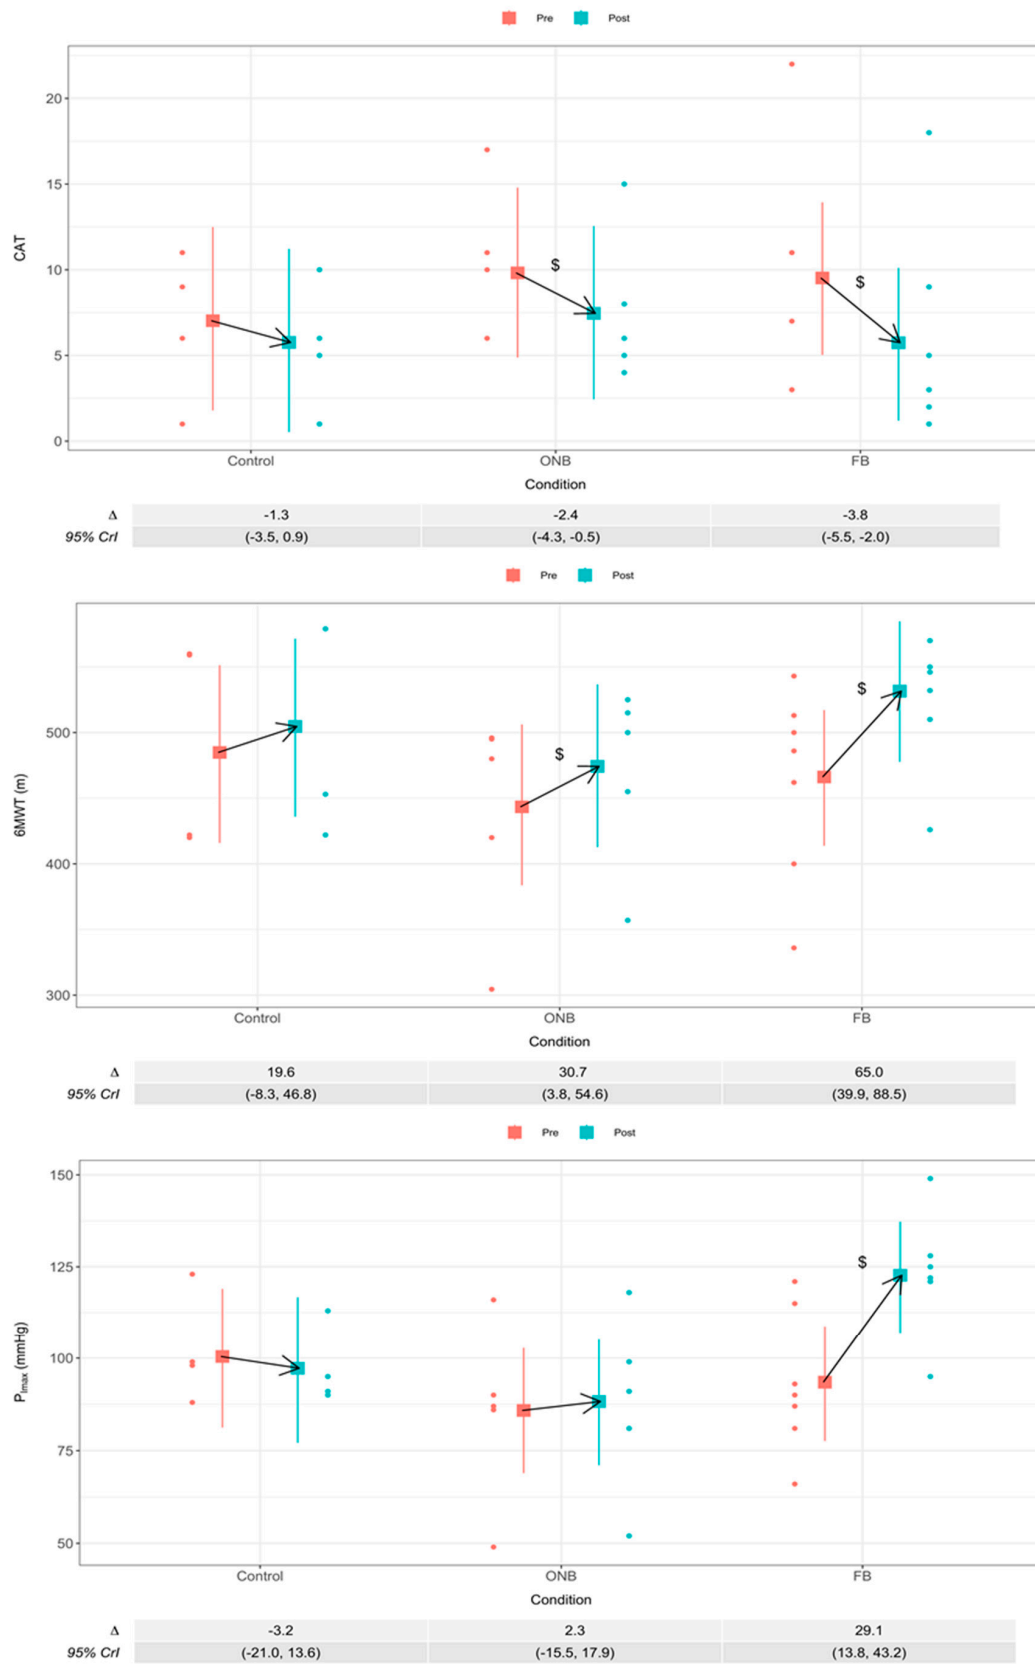 Pre Post
20
15
10
5
0
CAT
$
$
Control ONB FB
Condition
Δ -1.3 -2.4 -3.8
95% CrI (-3.5, 0.9) (-4.3, -0.5) (-5.5, -2.0)
Pre Post
500
400
300
6MWT (m)
$
$
Control ONB FB
Condition
Δ 19.6 30.7 65.0
95% CrI (-8.3, 46.8) (3.8, 54.6) (39.9, 88.5)
Pre Post
150
125
100
75
50
PImax (mmHg)
$
Control ONB FB
Condition
Δ -3.2 2.3 29.1
95% CrI (-21.0, 13.6) (-15.5, 17.9) (13.8, 43.2)